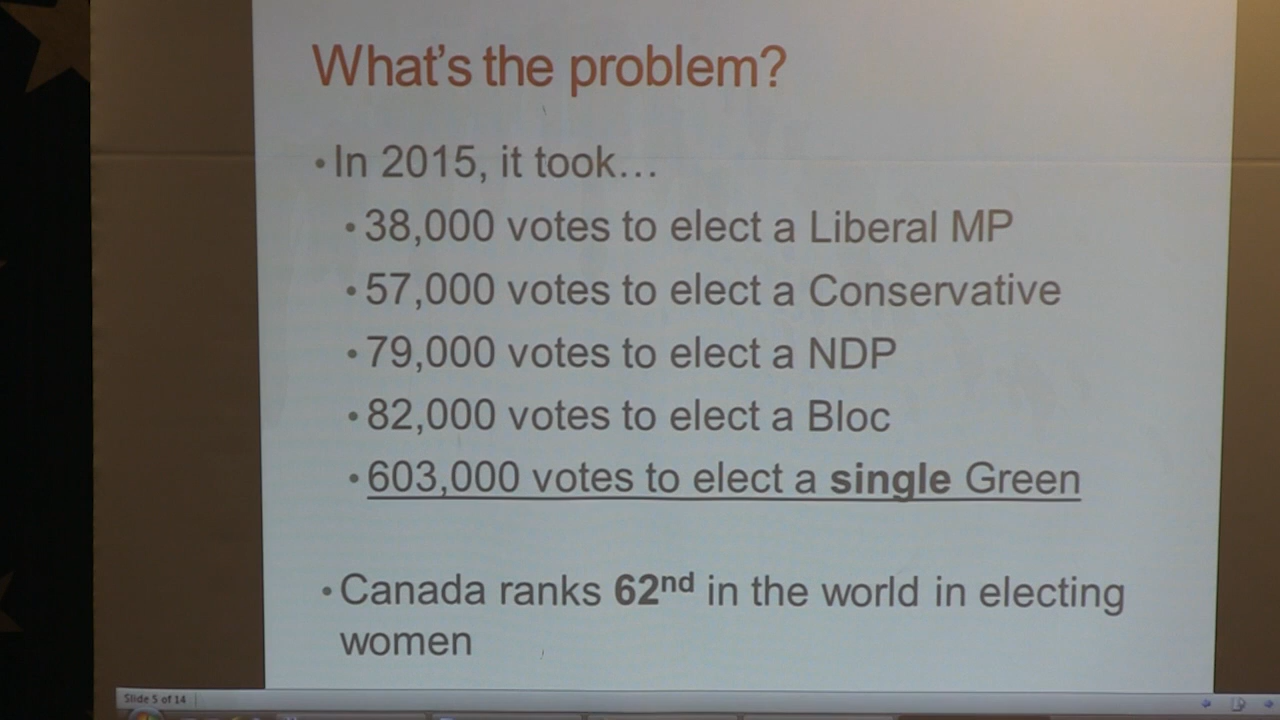 What's the problem?
• In 2015, it took…
• 38,000 votes to elect a Liberal MP
• 57,000 votes to elect a Conservative
• 79,000 votes to elect a NDP
• 82,000 votes to elect a Bloc
• 603,000 votes to elect a single Green
• Canada ranks 62nd in the world in electing
women
Slide 5 of 14